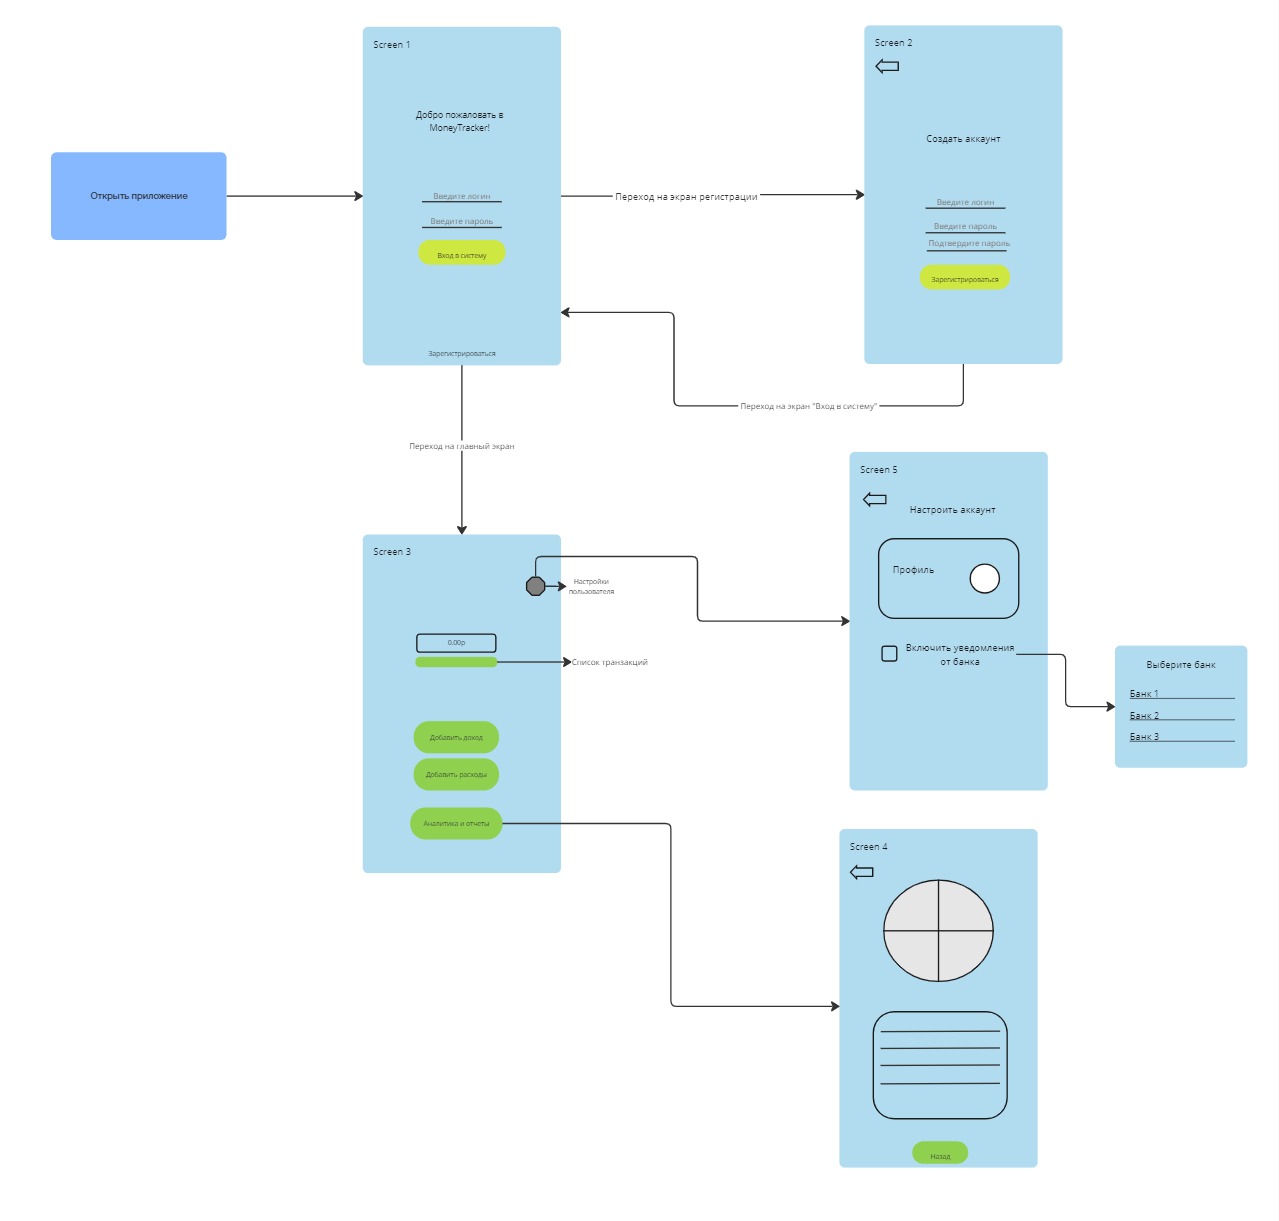 Screen 1
Добро пожаловать в
MoneyTracker!
Введите логин
Введите пароль
Вход в систему
Зарегистрироваться
Открыть приложение
Переход на экран регистрации
Screen 2
Создать аккаунт
Введите логин
Введите пароль
Подтвердите пароль
Зарегистрироваться
Переход на экран "Вход в систему"
Переход на главный экран
Screen 3
Настройки
пользователя
0.00р
Список транзакций
Добавить доход
Добавить расходы
Аналитика и отчеты
Screen 5
Настроить аккаунт
Профиль
Включить уведомления
от банка
Выберите банк
Банк 1
Банк 2
Банк 3
Screen 4
Назад